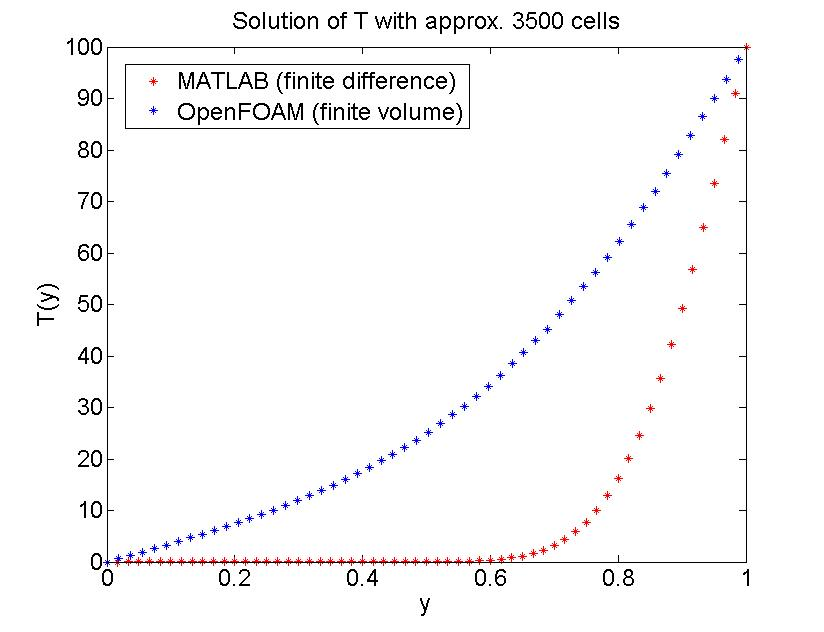 Solution of T with approx. 3500 cells
MATLAB (finite difference)
OpenFOAM (finite volume)
T(y)
100
90
80
70
60
50
40
30
20
10
0
0 0.2 0.4 0.6 0.8 1
y